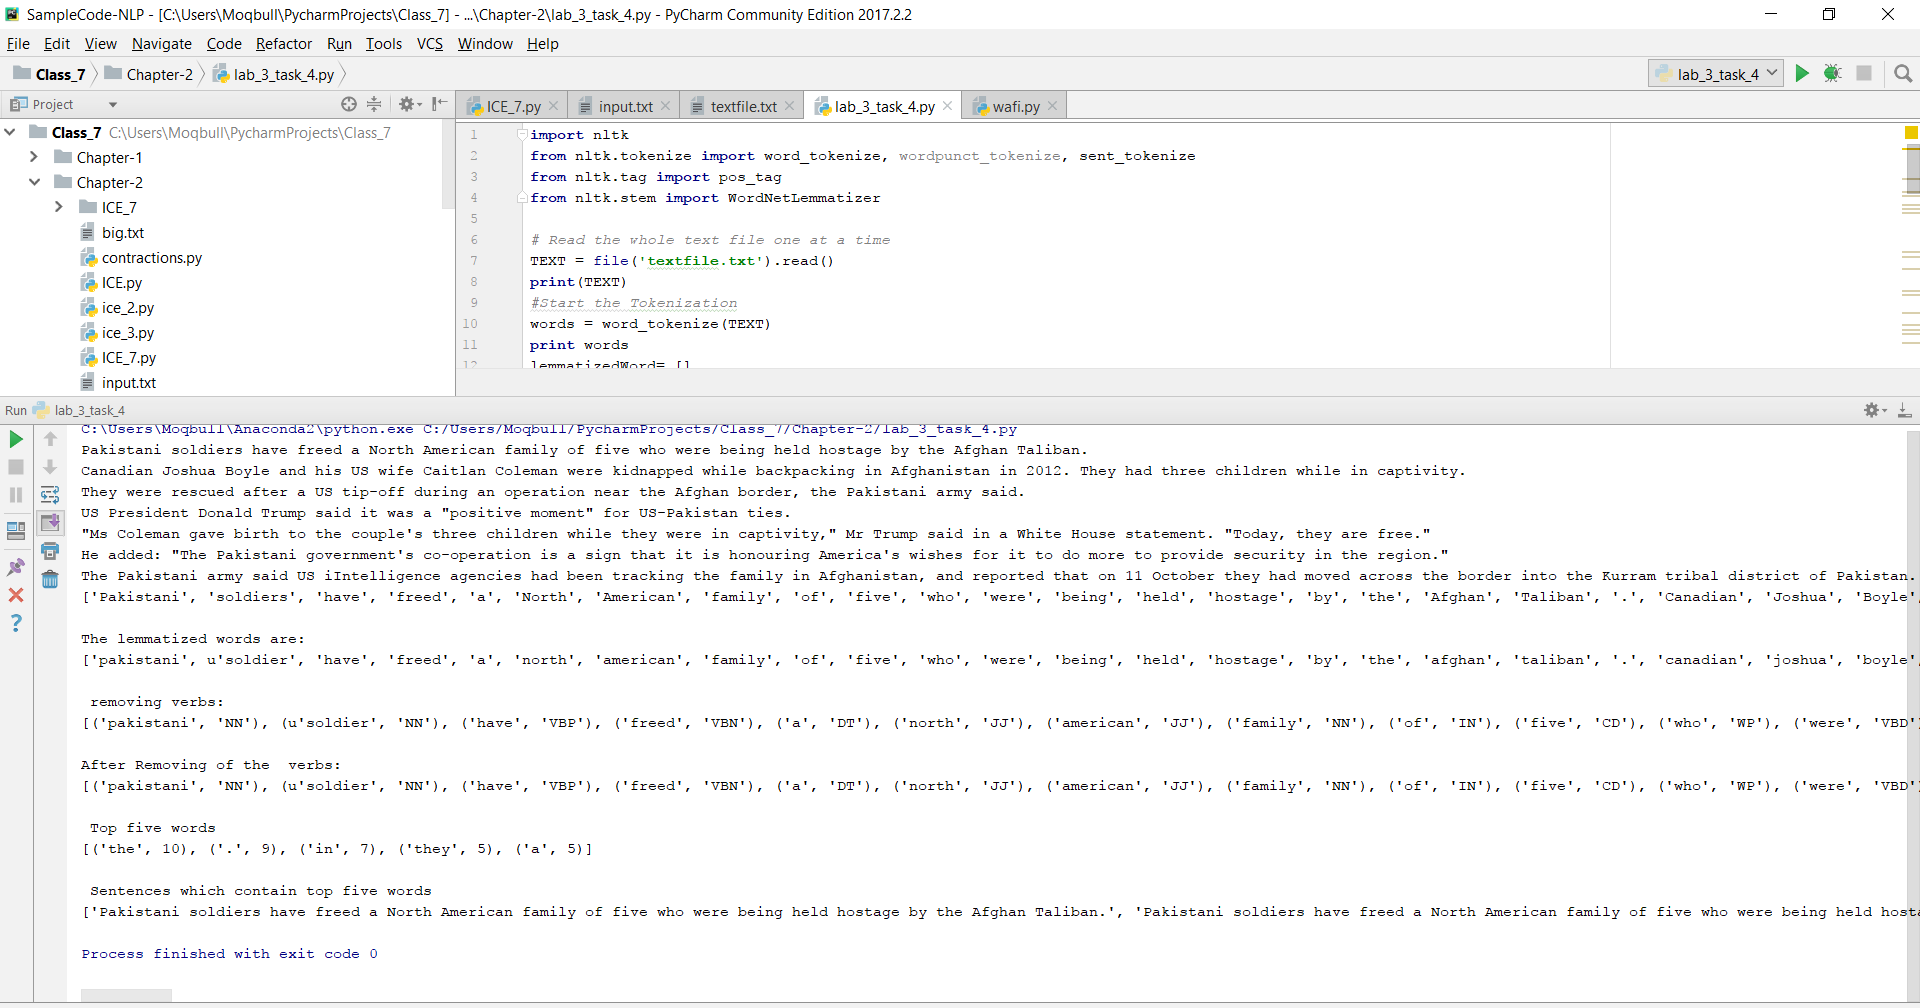 SampleCode-NLP - [C:\Users\Moqbull\PycharmProjects\Class_7] - ...\Chapter-2\lab_3_task_4.py - PyCharm Community Edition 2017.2.2
File Edit View Navigate Code Refactor Run Tools VCS Window Help
Class_7 Chapter-2 lab_3_task_4.py lab_3_task_4
Project ICE_7.py input.txt textfile.txt lab_3_task_4.py wafi.py
Class_7 C:\Users\Moqbull\PycharmProjects\Class_7
Chapter-1
Chapter-2
ICE_7
big.txt
contractions.py
ICE.py
ice_2.py
ice_3.py
ICE_7.py
input.txt
1 import nltk
2 from nltk.tokenize import word_tokenize, wordpunct_tokenize, sent_tokenize
3 from nltk.tag import pos_tag
4 from nltk.stem import WordNetLemmatizer
5
6 # Read the whole text file one at a time
7 TEXT = file('textfile.txt').read()
8 print(TEXT)
9 #Start the Tokenization
10 words = word_tokenize(TEXT)
11 print words
12 lemmatizedWord= []
Run lab_3_task_4
C:\Users\Moqbull\Anaconda2\python.exe C:/Users/Moqbull/PycharmProjects/Class_7/Chapter-2/lab_3_task_4.py
Pakistani soldiers have freed a North American family of five who were being held hostage by the Afghan Taliban.
Canadian Joshua Boyle and his US wife Caitlan Coleman were kidnapped while backpacking in Afghanistan in 2012. They had three children while in captivity.
They were rescued after a US tip-off during an operation near the Afghan border, the Pakistani army said.
US President Donald Trump said it was a "positive moment" for US-Pakistan ties.
"Ms Coleman gave birth to the couple's three children while they were in captivity," Mr Trump said in a White House statement. "Today, they are free."
He added: "The Pakistani government's co-operation is a sign that it is honouring America's wishes for it to do more to provide security in the region."
The Pakistani army said US iIntelligence agencies had been tracking the family in Afghanistan, and reported that on 11 October they had moved across the border into the Kurram tribal district of Pakistan.
['Pakistani', 'soldiers', 'have', 'freed', 'a', 'North', 'American', 'family', 'of', 'five', 'who', 'were', 'being', 'held', 'hostage', 'by', 'the', 'Afghan', 'Taliban', '.', 'Canadian', 'Joshua', 'Boyle',
The lemmatized words are:
['pakistani', u'soldier', 'have', 'freed', 'a', 'north', 'american', 'family', 'of', 'five', 'who', 'were', 'being', 'held', 'hostage', 'by', 'the', 'afghan', 'taliban', '.', 'canadian', 'joshua', 'boyle',
removing verbs:
[('pakistani', 'NN'), (u'soldier', 'NN'), ('have', 'VBP'), ('freed', 'VBN'), ('a', 'DT'), ('north', 'JJ'), ('american', 'JJ'), ('family', 'NN'), ('of', 'IN'), ('five', 'CD'), ('who', 'WP'), ('were', 'VBD')
After Removing of the  verbs:
[('pakistani', 'NN'), (u'soldier', 'NN'), ('have', 'VBP'), ('freed', 'VBN'), ('a', 'DT'), ('north', 'JJ'), ('american', 'JJ'), ('family', 'NN'), ('of', 'IN'), ('five', 'CD'), ('who', 'WP'), ('were', 'VBD')
Top five words
[('the', 10), ('.', 9), ('in', 7), ('they', 5), ('a', 5)]
Sentences which contain top five words
['Pakistani soldiers have freed a North American family of five who were being held hostage by the Afghan Taliban.', 'Pakistani soldiers have freed a North American family of five who were being held
Process finished with exit code 0